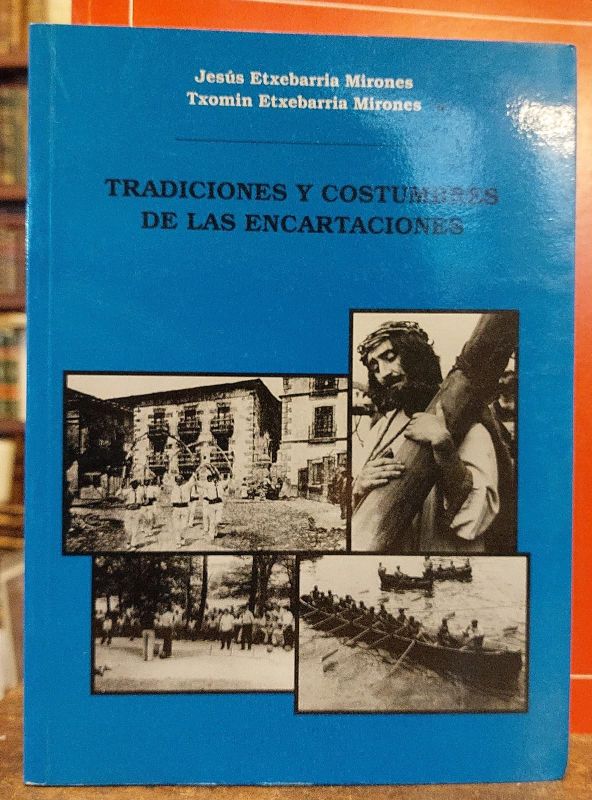 Jesús Etxebarria Mirones
Txomin Etxebarria Mirones
TRADICIONES Y COSTUMBRES
DE LAS ENCARTACIONES